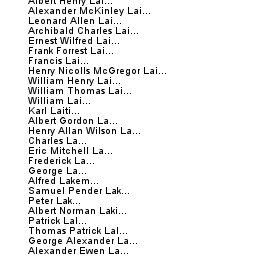 Albert Henry Lai...
Alexander McKinley Lai...
Leonard Allen Lai...
Archibald Charles Lai...
Ernest Wilfred Lai...
Frank Forrest Lai...
Francis Lai...
Henry Nicolls McGregor Lai...
William Henry Lai...
William Thomas Lai...
William Lai...
Karl Laiti...
Albert Gordon La...
Henry Allan Wilson La...
Charles La...
Eric Mitchell La...
Frederick La...
George La...
Alfred Lakem...
Samuel Pender Lak...
Peter Lak...
Albert Norman Laki...
Patrick Lal...
Thomas Patrick Lal...
George Alexander La...
Alexander Ewen La...